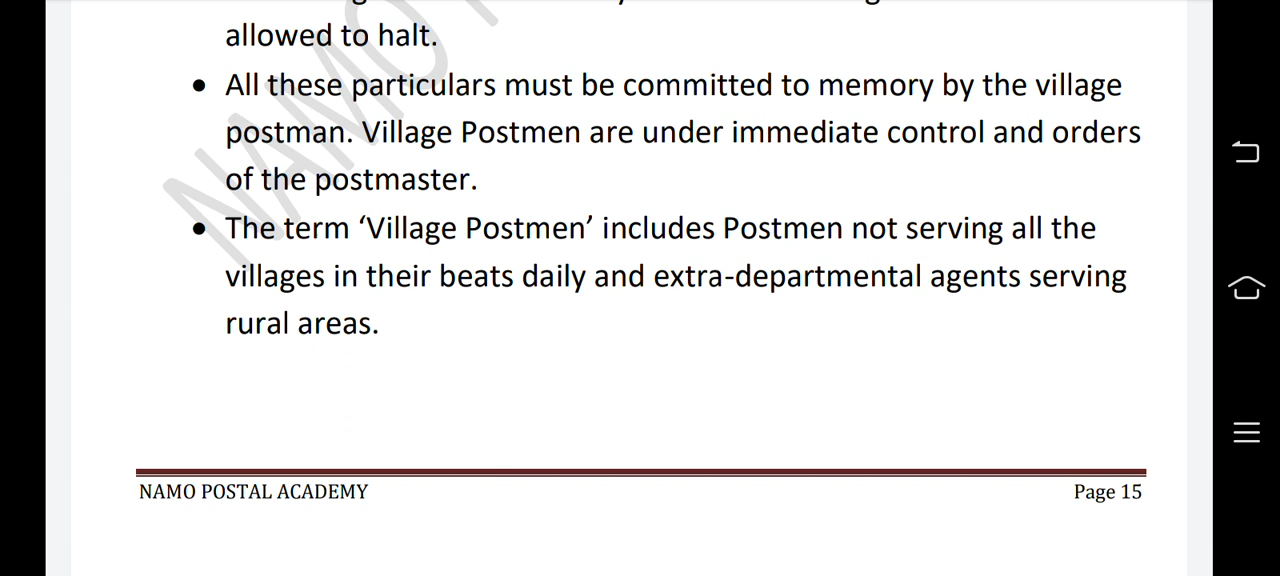 allowed to halt.
• All these particulars must be committed to memory by the village
postman. Village Postmen are under immediate control and orders
of the postmaster.
• The term ‘Village Postmen’ includes Postmen not serving all the
villages in their beats daily and extra-departmental agents serving
rural areas.
NAMO POSTAL ACADEMY
Page 15
NAMO